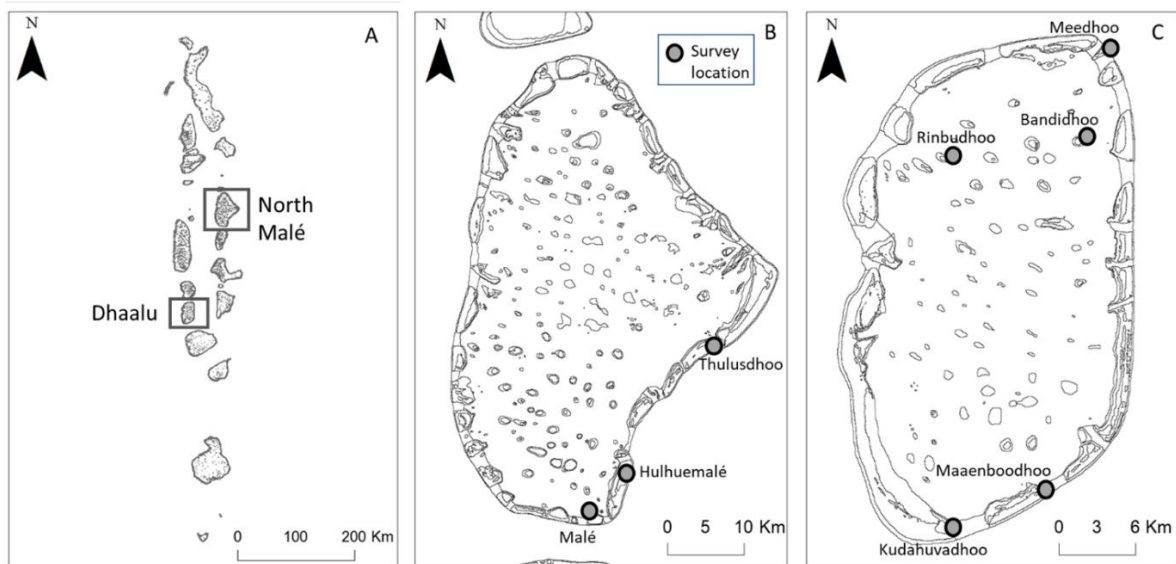 N
A
North
Malé
Dhaalu
0 100 200 Km
N
B
Survey
location
Thulusdhoo
Hulhuemalé
Malé
0 6 10 Km
N
C
Meedhoo
Bandidhoo
Rinbudhoo
Maaenboodhoo
Kudahuvadhoo
0 3 6 Km